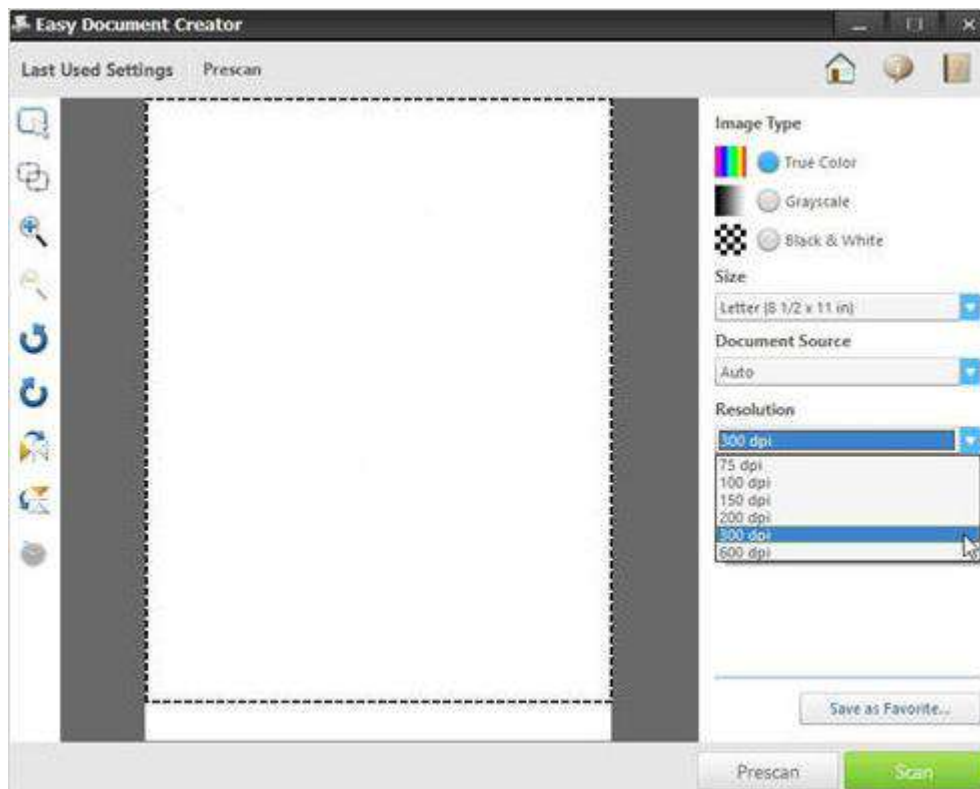 Easy Document Creator
Last Used Settings Prescan
Image Type
True Color
Grayscale
Black & White
Size
Letter (8 1/2 x 11 in)
Document Source
Auto
Resolution
300 dpi
75 dpi
100 dpi
150 dpi
200 dpi
300 dpi
600 dpi
Save as Favorite...
Prescan Scan